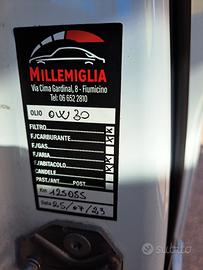 MILLEMIGLIA
Via Cima Gardinal, 8 - Fiumicino
Tel: 06 652 2810
OLIO 0W30
FILTRO X
F/CARBURANTE X
F/GAS
F/ARIA X
F/ABITACOLO X
CANDELE
PAST./ANT. POST.
Km 125055
Data 25/07/23
subito